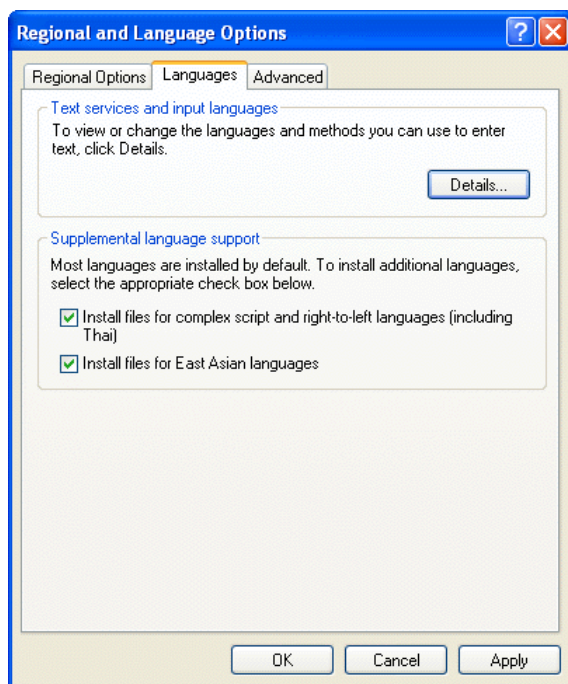 Regional and Language Options
Regional Options Languages Advanced
Text services and input languages
To view or change the languages and methods you can use to enter
text, click Details.
Details...
Supplemental language support
Most languages are installed by default. To install additional languages,
select the appropriate check box below.
Install files for complex script and right-to-left languages (including
Thai)
Install files for East Asian languages
OK Cancel Apply